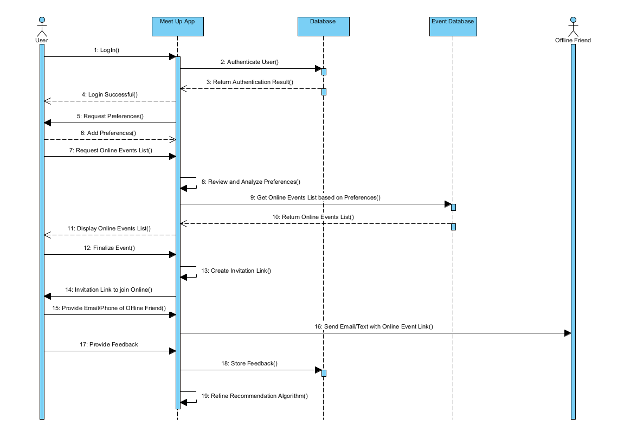 User
Meet Up App
Database
Event Database
Offline Friend
1: LogIn()
2: Authenticate User()
3: Return Authentication Result()
4: Login Successful()
5: Request Preferences()
6: Add Preferences()
7: Request Online Events List()
8: Review and Analyze Preferences()
9: Get Online Events List based on Preferences()
10: Return Online Events List()
11: Display Online Events List()
12: Finalize Event()
13: Create Invitation Link()
14: Invitation Link to join Online()
15: Provide Email/Phone of Offline Friend()
16: Send Email/Text with Online Event Link()
17: Provide Feedback
18: Store Feedback()
19: Refine Recommendation Algorithm()